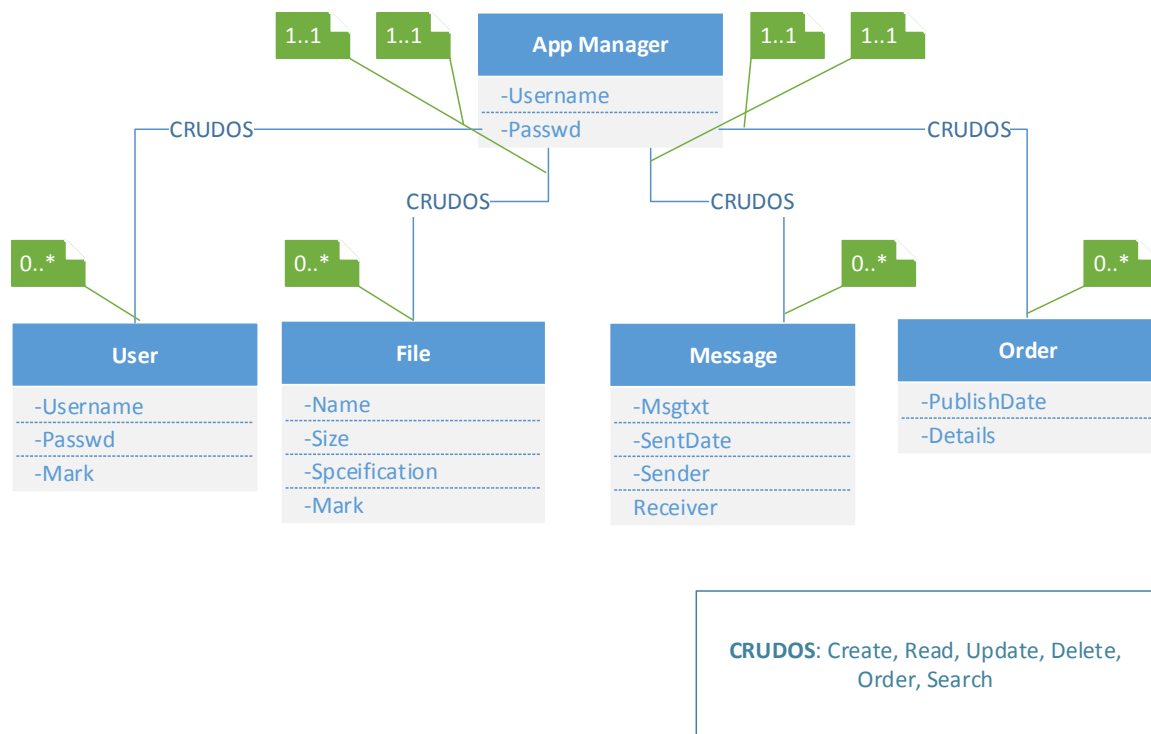 1..1
1..1
App Manager
1..1
1..1
-Username
-Passwd
CRUDOS
CRUDOS
CRUDOS
CRUDOS
0..*
0..*
0..*
0..*
User
-Username
-Passwd
-Mark
File
-Name
-Size
-Spceification
-Mark
Message
-Msgtxt
-SentDate
-Sender
Receiver
Order
-PublishDate
-Details
CRUDOS: Create, Read, Update, Delete,
Order, Search